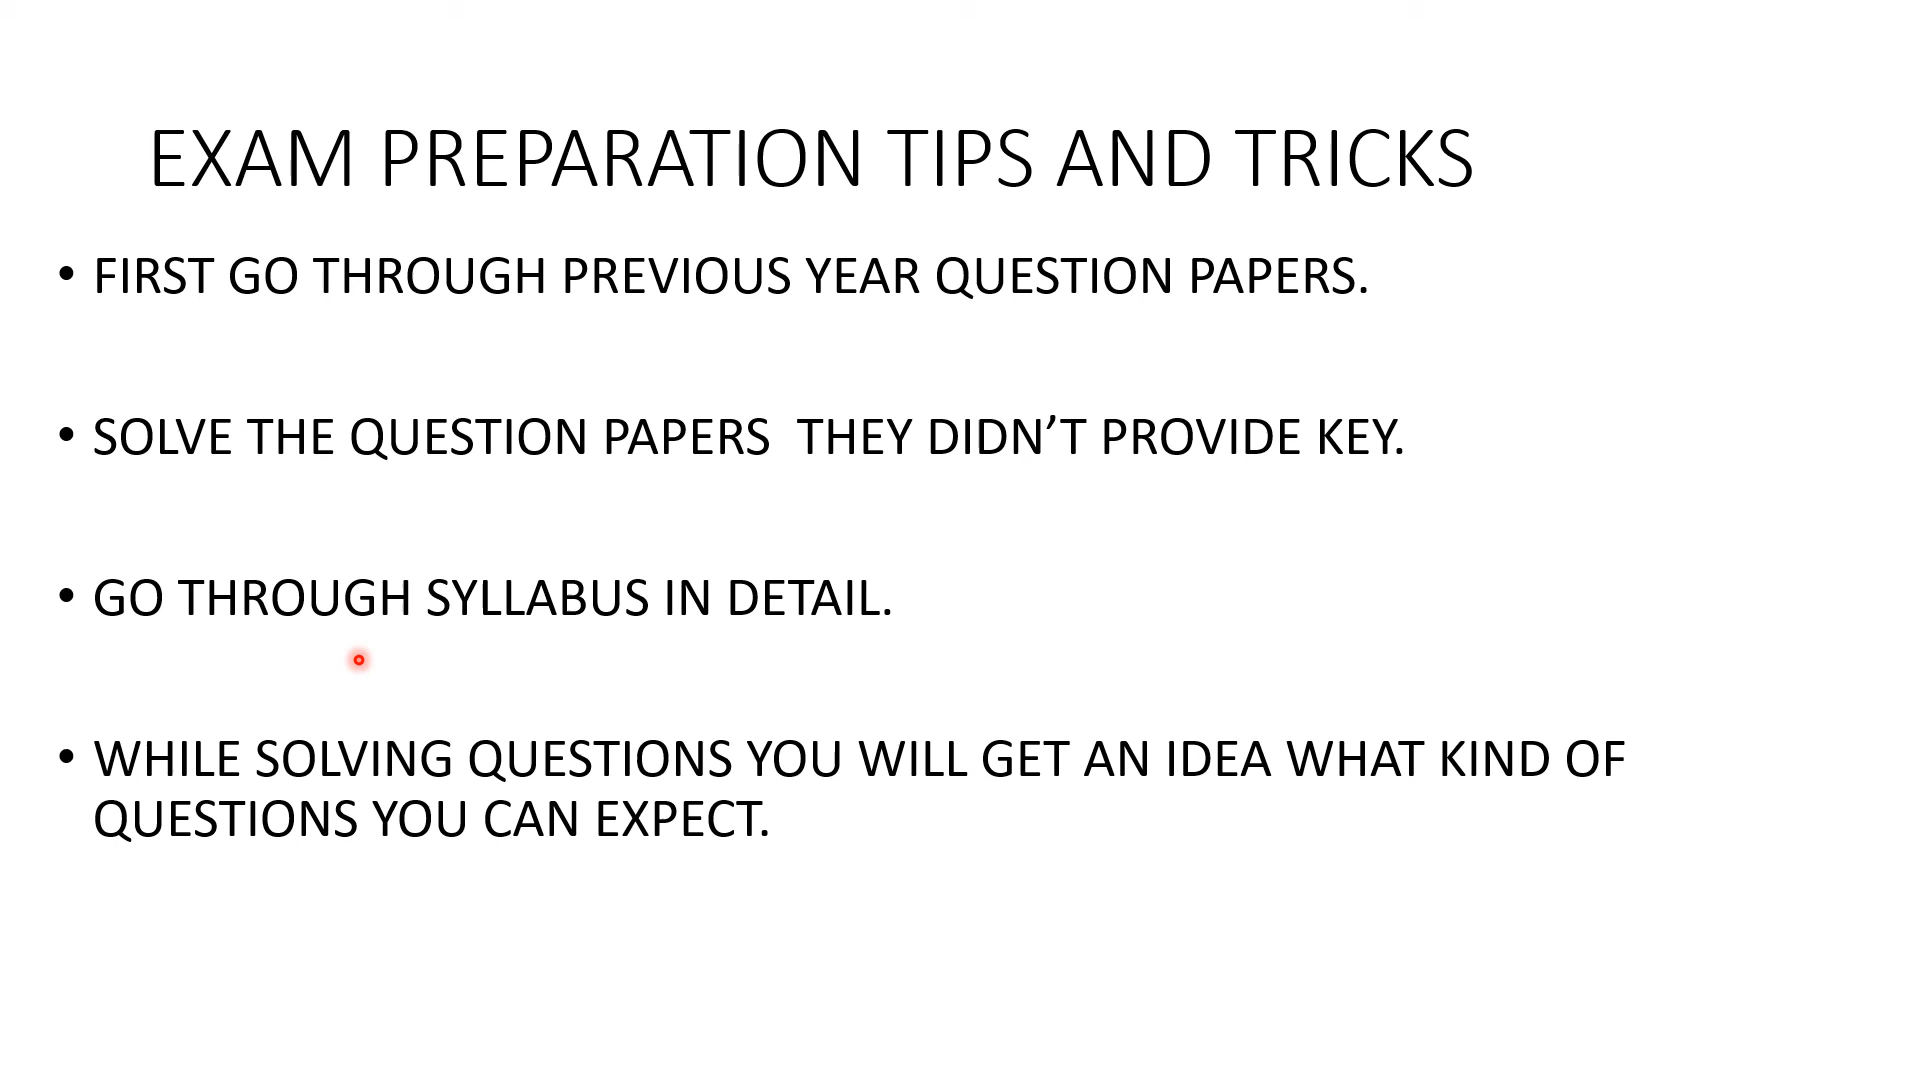 EXAM PREPARATION TIPS AND TRICKS
• FIRST GO THROUGH PREVIOUS YEAR QUESTION PAPERS.
• SOLVE THE QUESTION PAPERS  THEY DIDN’T PROVIDE KEY.
• GO THROUGH SYLLABUS IN DETAIL.
• WHILE SOLVING QUESTIONS YOU WILL GET AN IDEA WHAT KIND OF
QUESTIONS YOU CAN EXPECT.